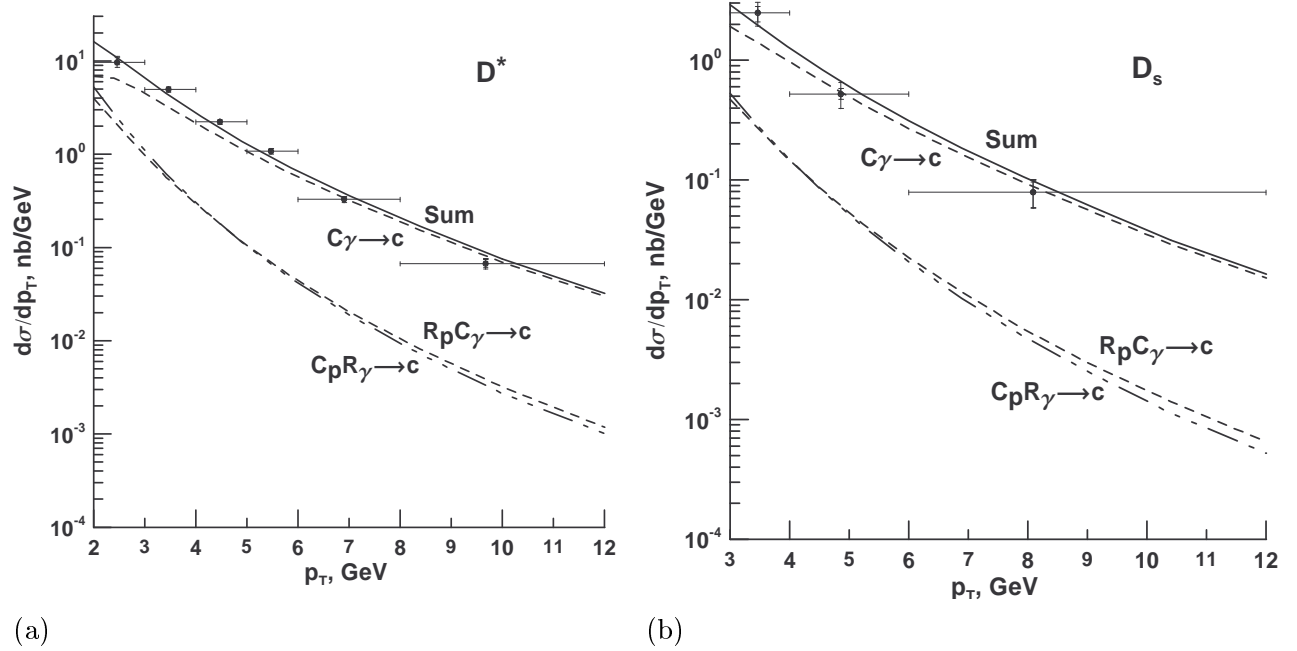 D*
dσ/dp_T, nb/GeV
10^1
10^0
10^-1
10^-2
10^-3
10^-4
Sum
Cγ→c
R_pC_γ→c
C_pR_γ→c
2 3 4 5 6 7 8 9 10 11 12
p_T, GeV
(a)
D_s
dσ/dp_T, nb/GeV
10^0
10^-1
10^-2
10^-3
10^-4
Sum
Cγ→c
R_pC_γ→c
C_pR_γ→c
3 4 5 6 7 8 9 10 11 12
p_T, GeV
(b)